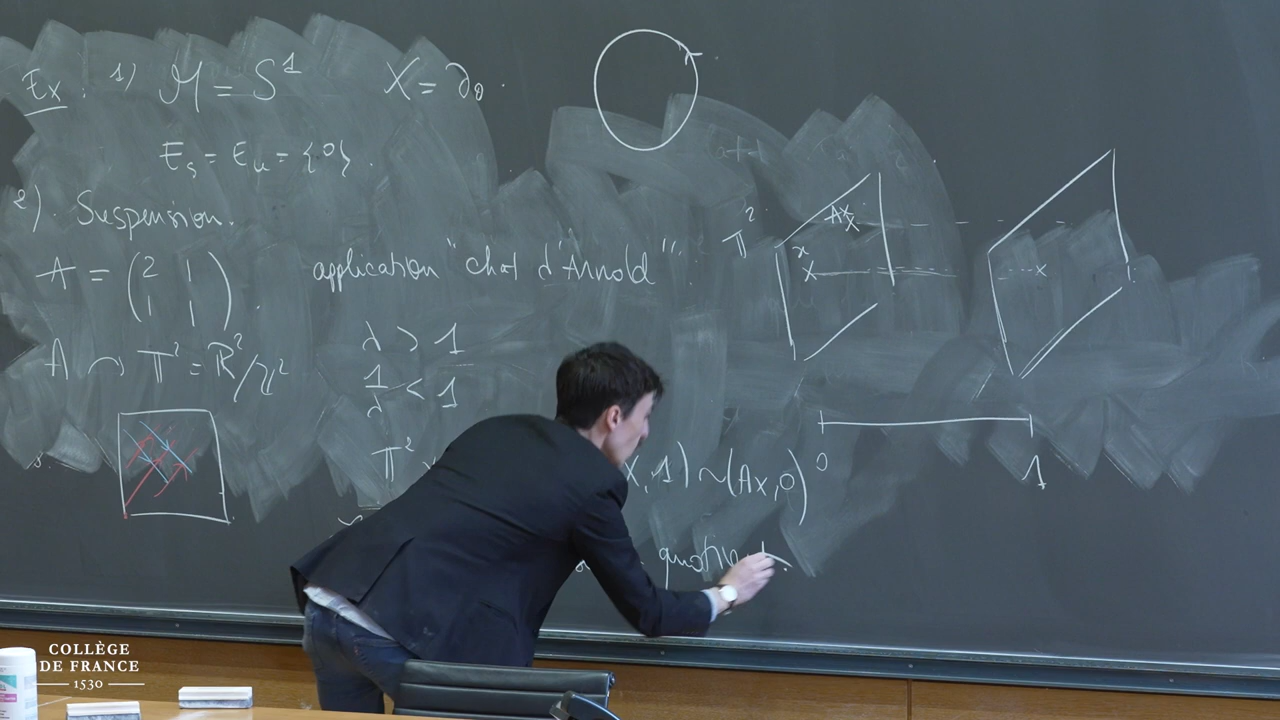 Ex : 1) M = S¹ X = ∂θ.
E_s = E_u = {0}.
2). Suspension.
A = (2 1
1 1).
application "chat d'Arnold".
A ↷ 𝕋² = ℝ²/ℤ²
λ > 1
1/λ < 1
𝕋²
x, 1) ~ (Ax, 0)
quotient
𝕋²
Ax
x
x
x
x
0
1
COLLÈGE
DE FRANCE
1530